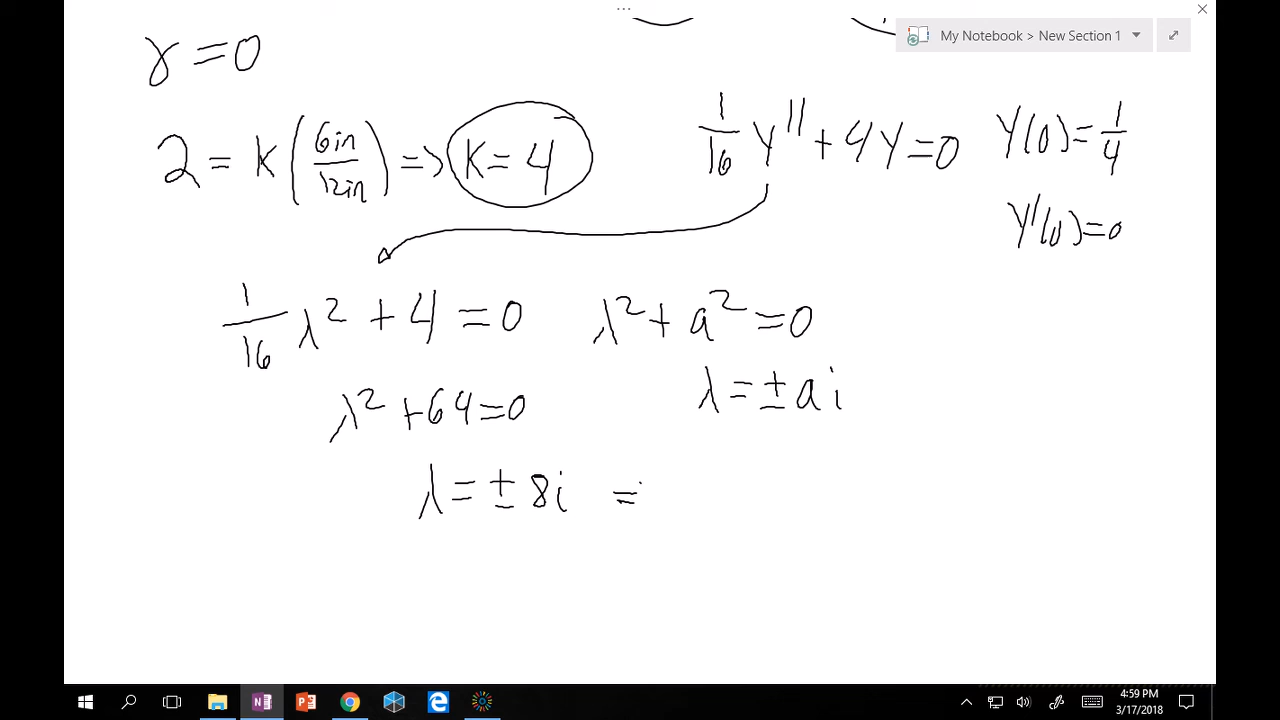 My Notebook > New Section 1
γ = 0
2 = K (6in/12in) => K = 4
1/16 y'' + 4y = 0 y(0) = 1/4
y'(0) = 0
1/16 λ² + 4 = 0 λ² + a² = 0
λ² + 64 = 0 λ = ± a i
λ = ± 8i =
4:59 PM
3/17/2018